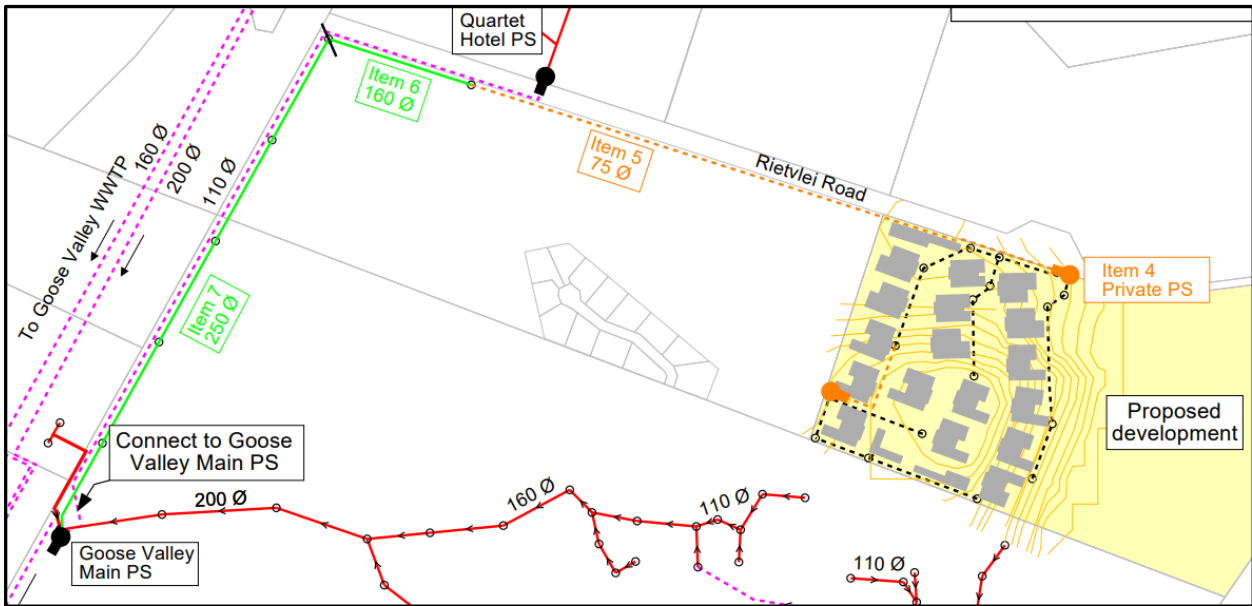 Quartet
Hotel PS
Item 6
160 Ø
Item 5
75 Ø
Rietvlei Road
160 Ø
200 Ø
110 Ø
To Goose Valley WWTP
Item 4
Private PS
Item 7
250 Ø
Proposed
development
Connect to Goose
Valley Main PS
200 Ø
160 Ø
110 Ø
Goose Valley
Main PS
110 Ø